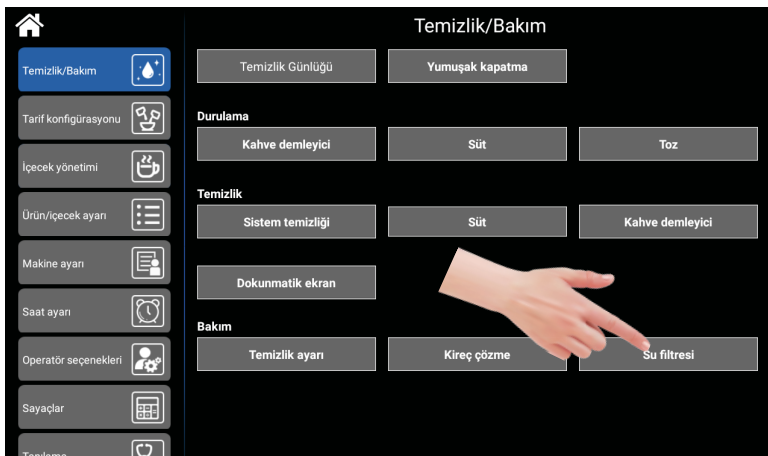 Temizlik/Bakım
Temizlik/Bakım
Tarif konfigürasyonu
İçecek yönetimi
Ürün/içecek ayarı
Makine ayarı
Saat ayarı
Operatör seçenekleri
Sayaçlar
Tanılama
Temizlik Günlüğü
Yumuşak kapatma
Durulama
Kahve demleyici
Süt
Toz
Temizlik
Sistem temizliği
Süt
Kahve demleyici
Dokunmatik ekran
Bakım
Temizlik ayarı
Kireç çözme
Su filtresi